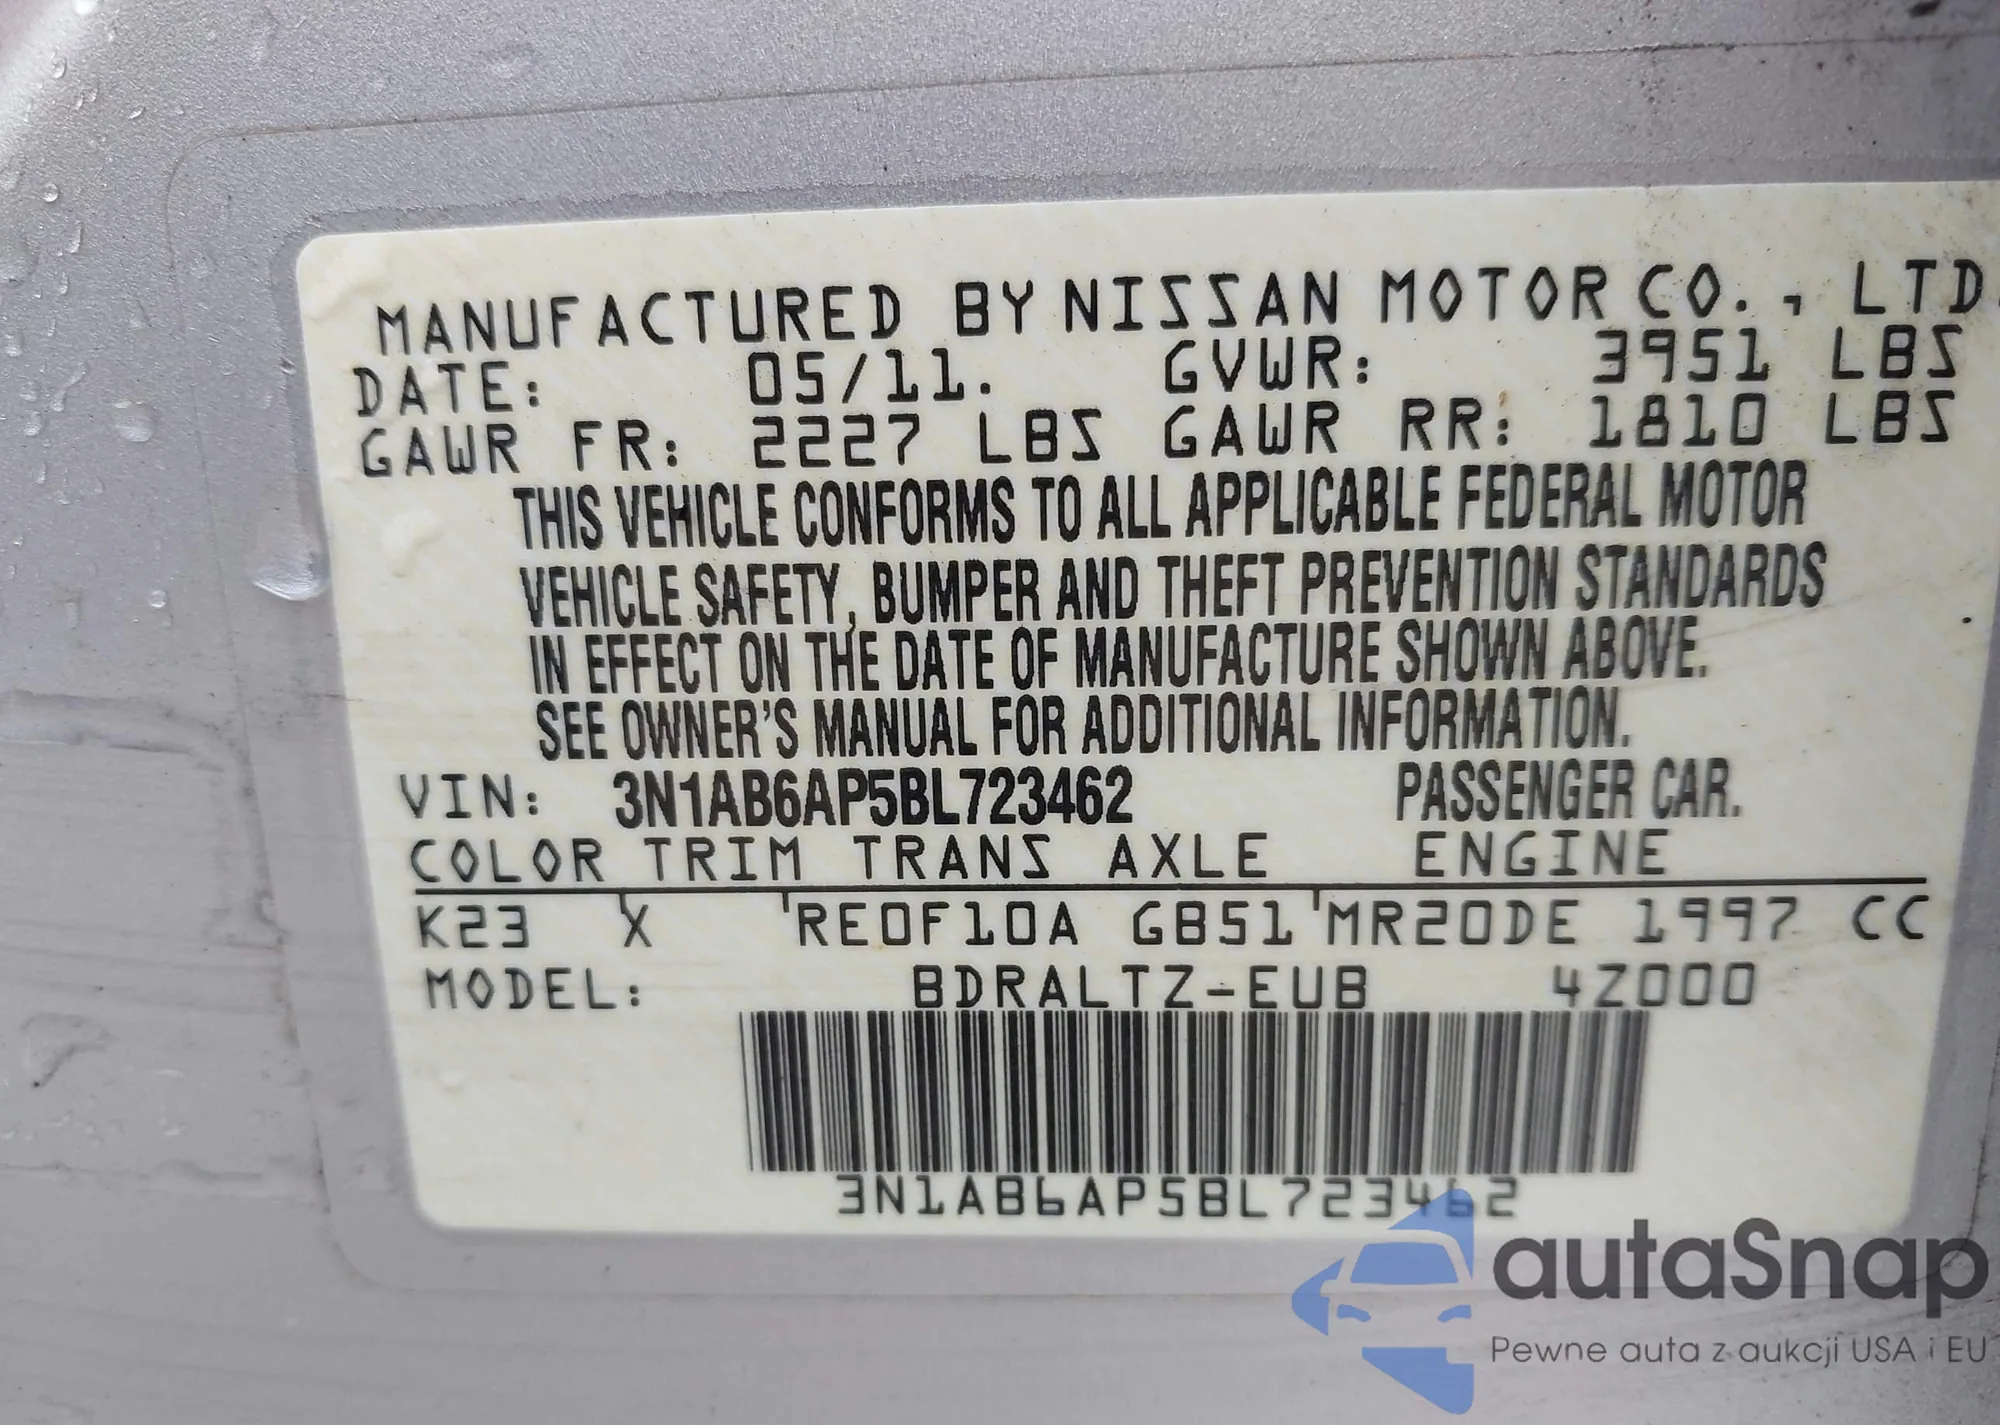 MANUFACTURED BY NISSAN MOTOR CO., LTD.
DATE: 05/11. GVWR: 3951 LBS
GAWR FR: 2227 LBS GAWR RR: 1810 LBS
THIS VEHICLE CONFORMS TO ALL APPLICABLE FEDERAL MOTOR
VEHICLE SAFETY, BUMPER AND THEFT PREVENTION STANDARDS
IN EFFECT ON THE DATE OF MANUFACTURE SHOWN ABOVE.
SEE OWNER'S MANUAL FOR ADDITIONAL INFORMATION.
VIN: 3N1AB6AP5BL723462 PASSENGER CAR.
COLOR TRIM TRANS AXLE ENGINE
K23 X RE0F10A GB51 MR20DE 1997 CC
MODEL: BDRALTZ-EUB 4Z000
3N1AB6AP5BL723462
autaSnap
Pewne auta z aukcji USA i EU